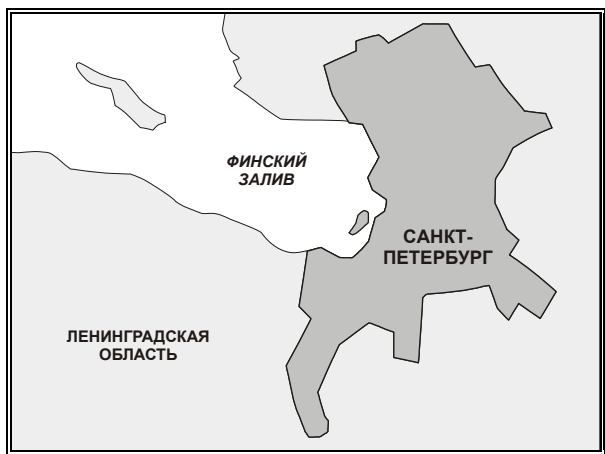 ФИНСКИЙ
ЗАЛИВ
САНКТ-
ПЕТЕРБУРГ
ЛЕНИНГРАДСКАЯ
ОБЛАСТЬ